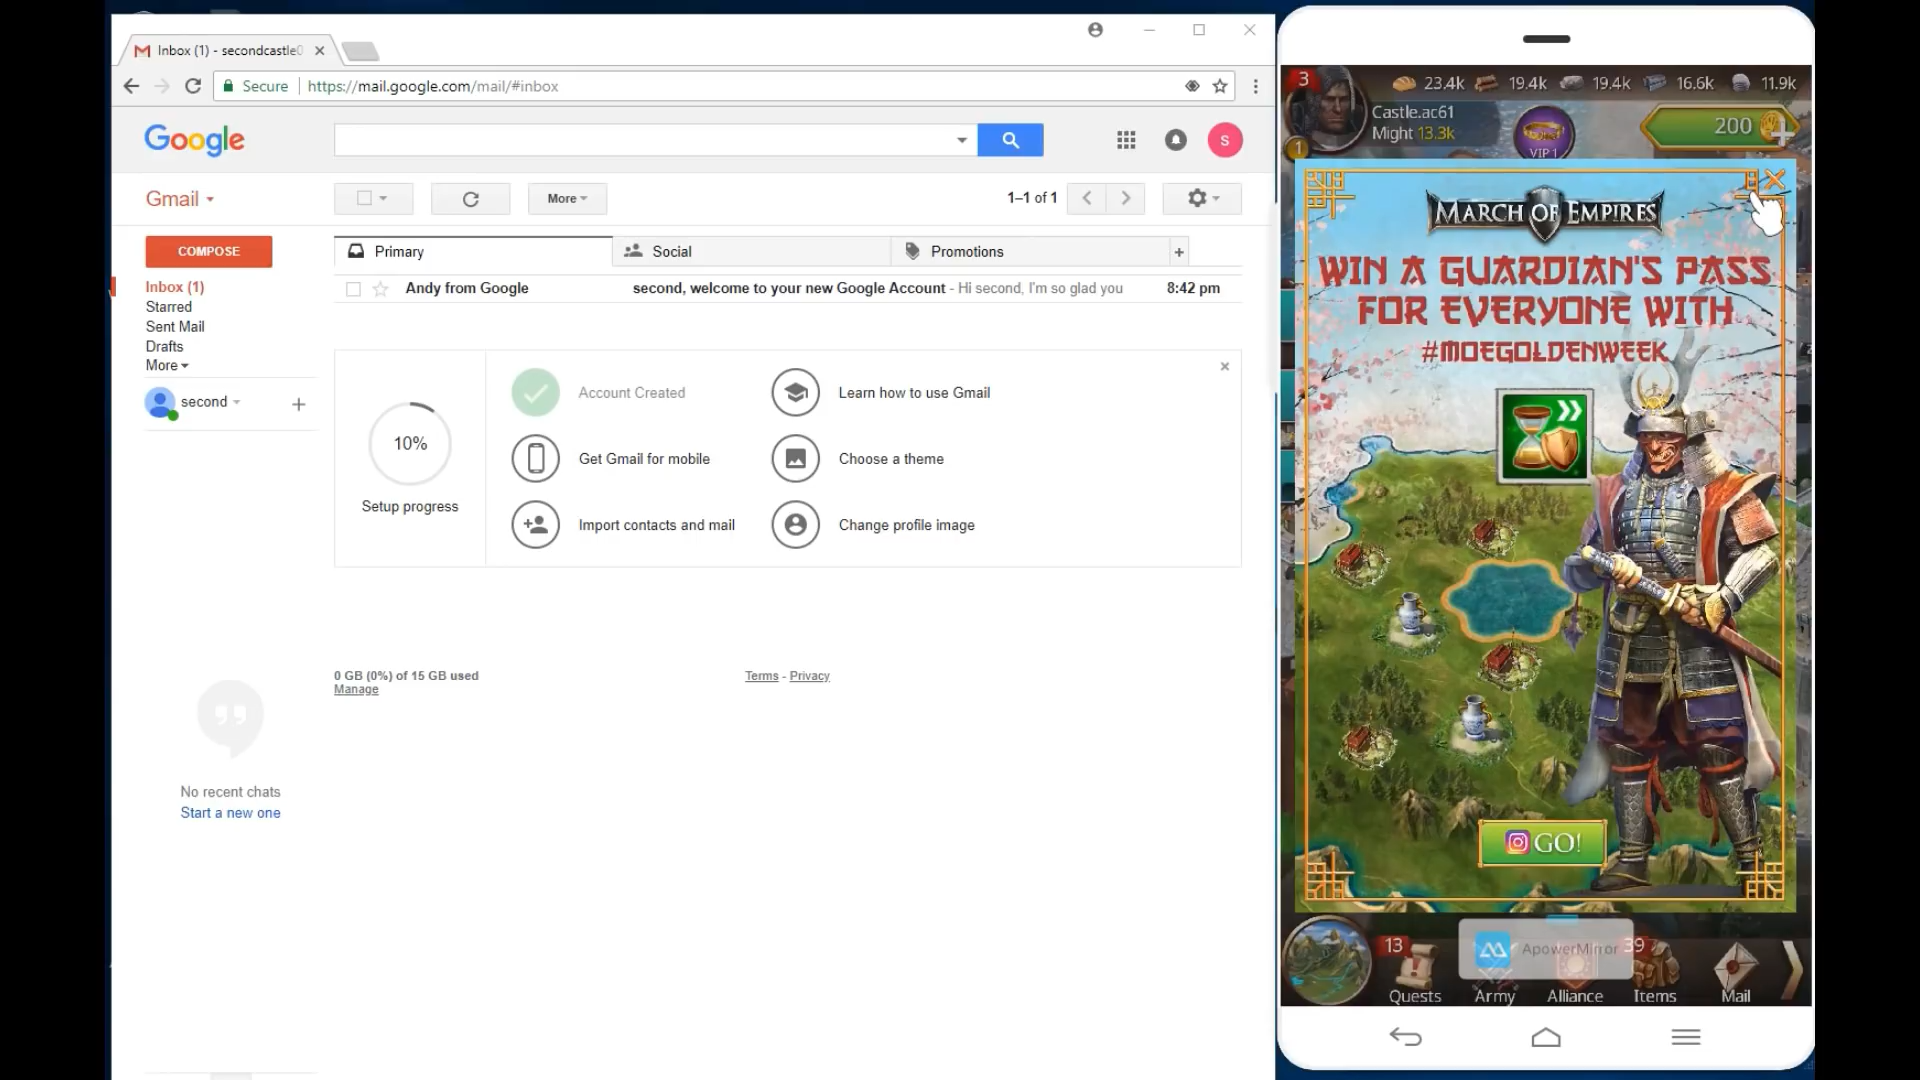 Inbox (1) - secondcastle0
Secure
https://mail.google.com/mail/#inbox
Google
S
Gmail
More
1–1 of 1
COMPOSE
Primary
Social
Promotions
Andy from Google
second, welcome to your new Google Account - Hi second, I'm so glad you
8:42 pm
Inbox (1)
Starred
Sent Mail
Drafts
More
second
10%
Setup progress
Account Created
Learn how to use Gmail
Get Gmail for mobile
Choose a theme
Import contacts and mail
Change profile image
0 GB (0%) of 15 GB used
Manage
Terms - Privacy
No recent chats
Start a new one
3
23.4k
19.4k
19.4k
16.6k
11.9k
Castle.ac61
Might 13.3k
1
VIP 1
200
MARCH OF EMPIRES
WIN A GUARDIAN'S PASS
FOR EVERYONE WITH
#MOEGOLDENWEEK
GO!
13
ApowerMirror
39
Quests
Army
Alliance
Items
Mail